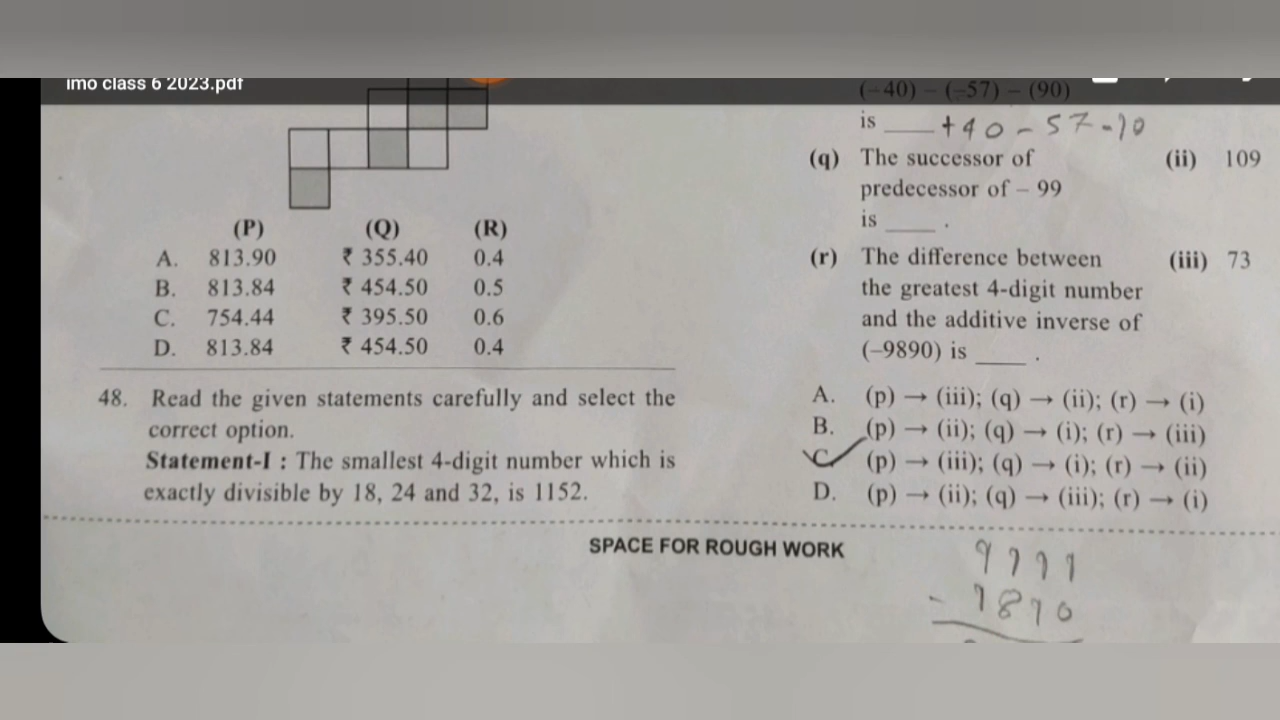 imo class 6 2023.pdf
(P) (Q) (R)
A. 813.90 ₹ 355.40 0.4
B. 813.84 ₹ 454.50 0.5
C. 754.44 ₹ 395.50 0.6
D. 813.84 ₹ 454.50 0.4
48. Read the given statements carefully and select the
correct option.
Statement-I : The smallest 4-digit number which is
exactly divisible by 18, 24 and 32, is 1152.
(–40) – (–57) – (90)
is ____ +40-57-90
(q) The successor of (ii) 109
predecessor of – 99
is ____ .
(r) The difference between (iii) 73
the greatest 4-digit number
and the additive inverse of
(–9890) is ____ .
A. (p) → (iii); (q) → (ii); (r) → (i)
B. (p) → (ii); (q) → (i); (r) → (iii)
C. (p) → (iii); (q) → (i); (r) → (ii)
D. (p) → (ii); (q) → (iii); (r) → (i)
SPACE FOR ROUGH WORK
9999
- 9890